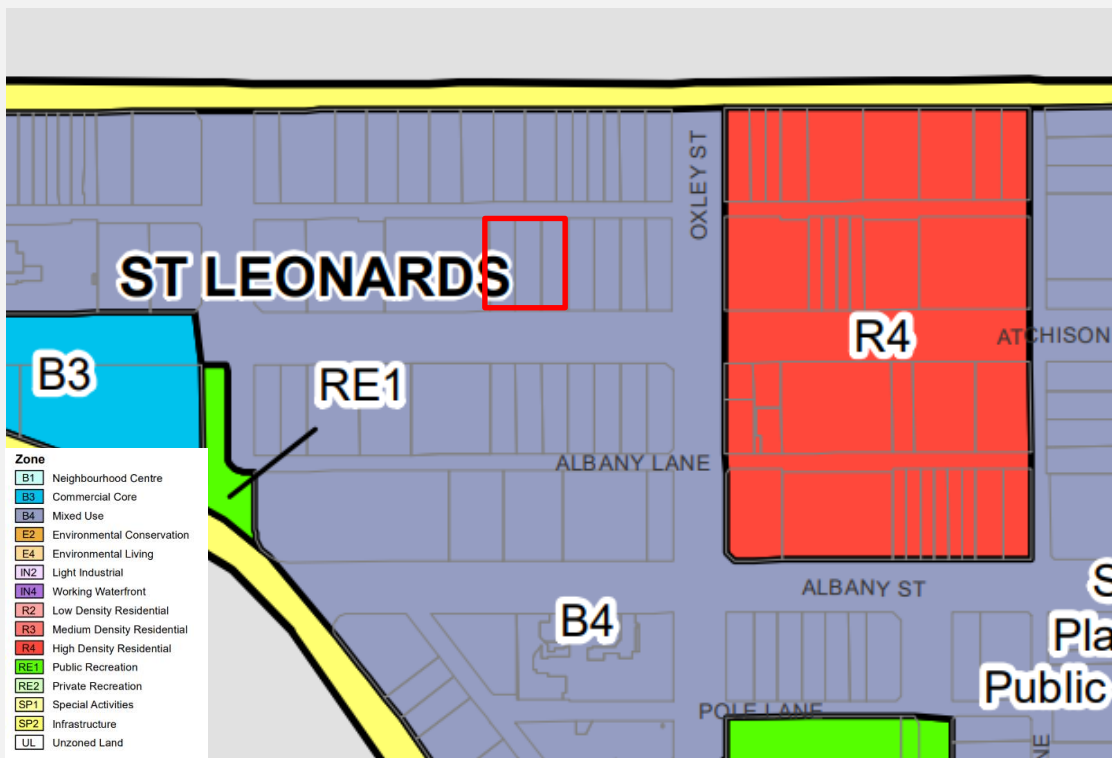 OXLEY ST
ST LEONARDS
R4
ATCHISON
B3
RE1
ALBANY LANE
ALBANY ST
B4
S
Pla
Public
POLE LANE
NE
Zone
B1 Neighbourhood Centre
B3 Commercial Core
B4 Mixed Use
E2 Environmental Conservation
E4 Environmental Living
IN2 Light Industrial
IN4 Working Waterfront
R2 Low Density Residential
R3 Medium Density Residential
R4 High Density Residential
RE1 Public Recreation
RE2 Private Recreation
SP1 Special Activities
SP2 Infrastructure
UL Unzoned Land